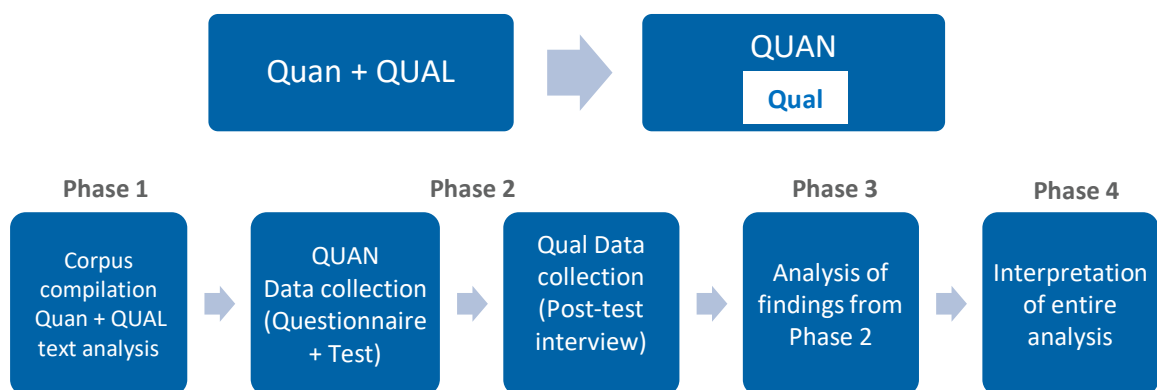 Quan + QUAL
QUAN
Qual
Phase 1
Phase 2
Phase 3
Phase 4
Corpus
compilation
Quan + QUAL
text analysis
QUAN
Data collection
(Questionnaire
+ Test)
Qual Data
collection
(Post-test
interview)
Analysis of
findings from
Phase 2
Interpretation
of entire
analysis